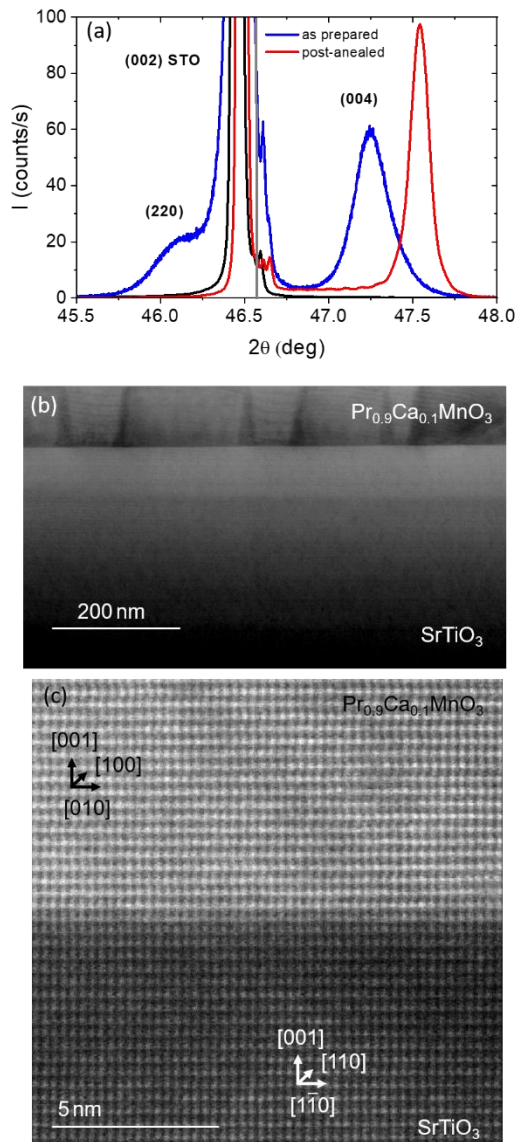 (a)
as prepared
post-anealed
(002) STO
(004)
(220)
I (counts/s)
100
80
60
40
20
0
45.5 46.0 46.5 47.0 47.5 48.0
2θ (deg)
(b)
Pr0.9Ca0.1MnO3
200 nm
SrTiO3
(c)
Pr0.9Ca0.1MnO3
[001]
[100]
[010]
[001]
[110]
[11̅0]
5 nm
SrTiO3